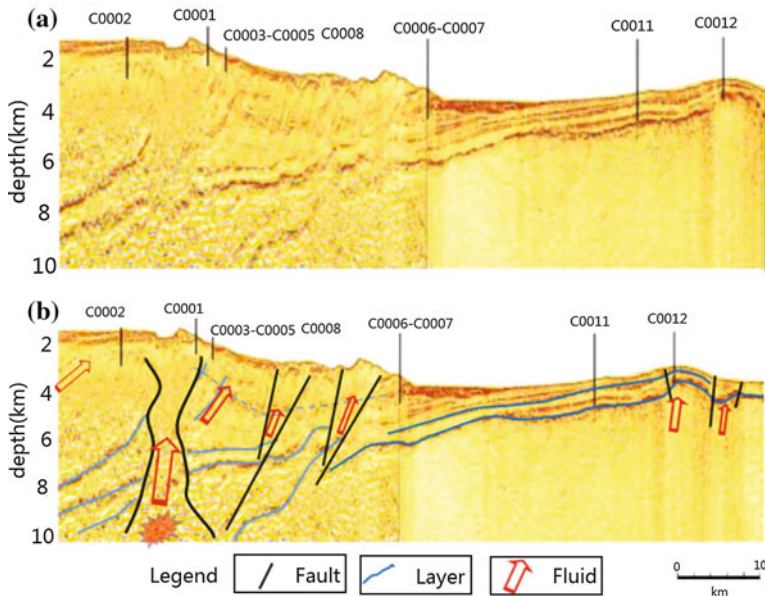 (a)
C0002 C0001 C0003-C0005 C0008 C0006-C0007 C0011 C0012
depth(km)
2
4
6
8
10
(b)
C0002 C0001 C0003-C0005 C0008 C0006-C0007 C0011 C0012
depth(km)
2
4
6
8
10
Legend Fault Layer Fluid
0 10
km